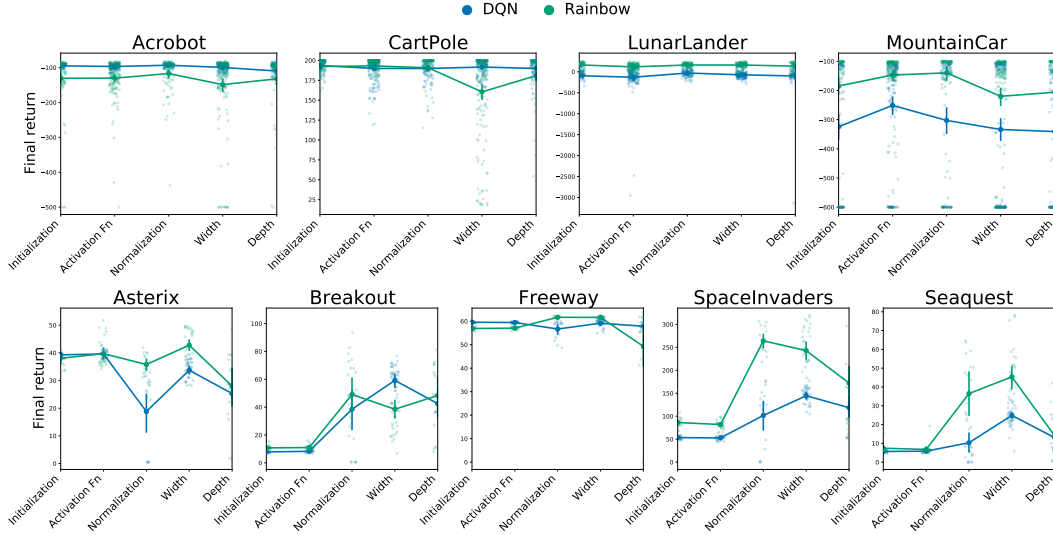 DQN Rainbow
Acrobot
CartPole
LunarLander
MountainCar
Final return
−100
−200
−300
−400
−500
200
175
150
125
100
75
50
25
0
−500
−1000
−1500
−2000
−2500
−3000
−100
−200
−300
−400
−500
−600
Initialization
Activation Fn
Normalization
Width
Depth
Initialization
Activation Fn
Normalization
Width
Depth
Initialization
Activation Fn
Normalization
Width
Depth
Initialization
Activation Fn
Normalization
Width
Depth
Asterix
Breakout
Freeway
SpaceInvaders
Seaquest
Final return
50
40
30
20
10
0
100
80
60
40
20
0
60
50
40
30
20
10
0
300
250
200
150
100
50
0
80
70
60
50
40
30
20
10
0
Initialization
Activation Fn
Normalization
Width
Depth
Initialization
Activation Fn
Normalization
Width
Depth
Initialization
Activation Fn
Normalization
Width
Depth
Initialization
Activation Fn
Normalization
Width
Depth
Initialization
Activation Fn
Normalization
Width
Depth